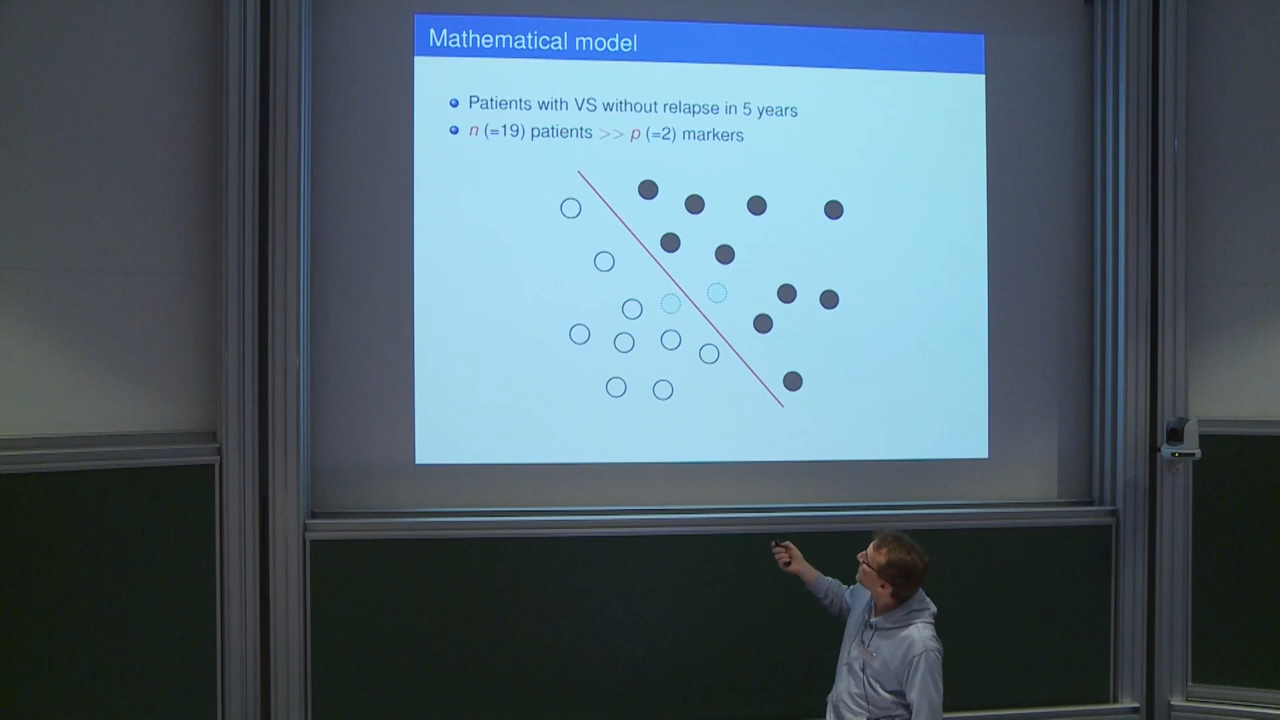 Mathematical model
Patients with VS without relapse in 5 years
n (=19) patients >> p (=2) markers